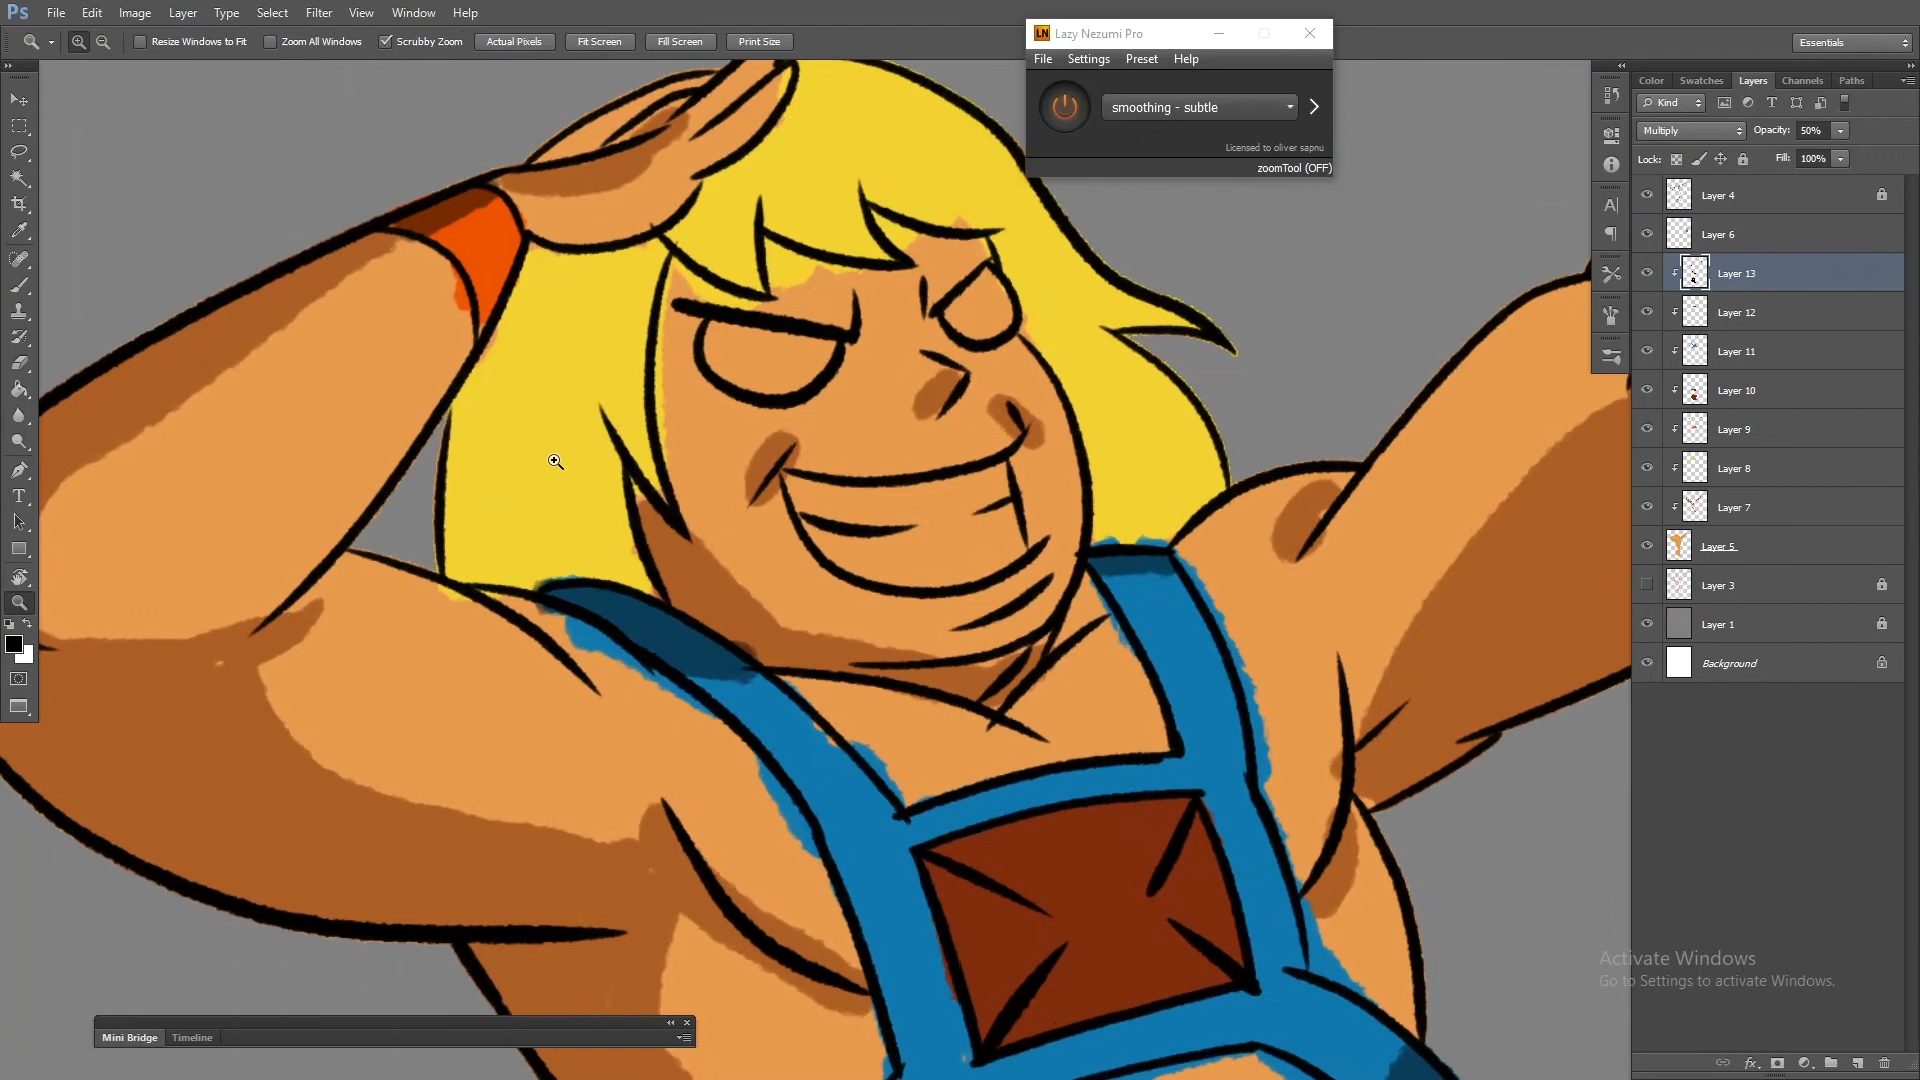 Ps File Edit Image Layer Type Select Filter View Window Help
Resize Windows to Fit Zoom All Windows Scrubby Zoom Actual Pixels Fit Screen Fill Screen Print Size Essentials
LN Lazy Nezumi Pro
File Settings Preset Help
smoothing - subtle
Licensed to oliver sapnu
zoomTool (OFF)
Color Swatches Layers Channels Paths
Kind
Multiply Opacity: 50%
Lock: Fill: 100%
Layer 4
Layer 6
Layer 13
Layer 12
Layer 11
Layer 10
Layer 9
Layer 8
Layer 7
Layer 5
Layer 3
Layer 1
Background
Activate Windows
Go to Settings to activate Windows.
Mini Bridge Timeline